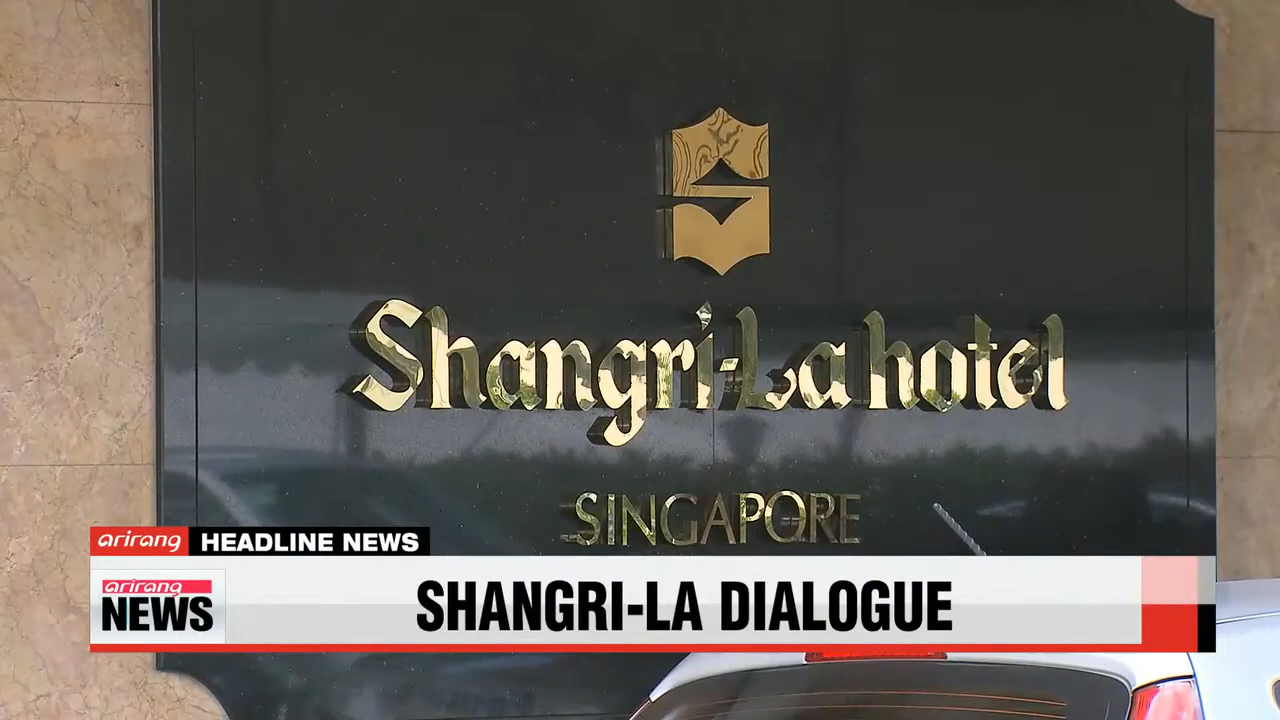 Shangri-La hotel
SINGAPORE
arirang HEADLINE NEWS
arirang
NEWS
SHANGRI-LA DIALOGUE